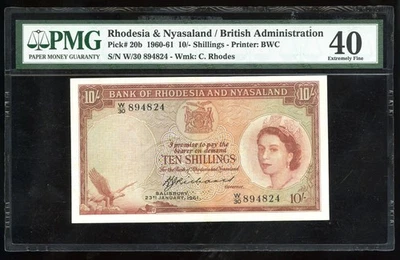 PMG
PAPER MONEY GUARANTY
Rhodesia & Nyasaland / British Administration
Pick# 20b 1960-61 10/- Shillings - Printer: BWC
S/N W/30 894824 - Wmk: C. Rhodes
40
Extremely Fine
10/- BANK OF RHODESIA AND NYASALAND 10/-
W/30 894824
I promise to pay the
bearer on demand
TEN SHILLINGS
For the Bank of Rhodesia and Nyasaland
Governor.
SALISBURY,
23RD JANUARY, 1961.
W/30 894824 10/-